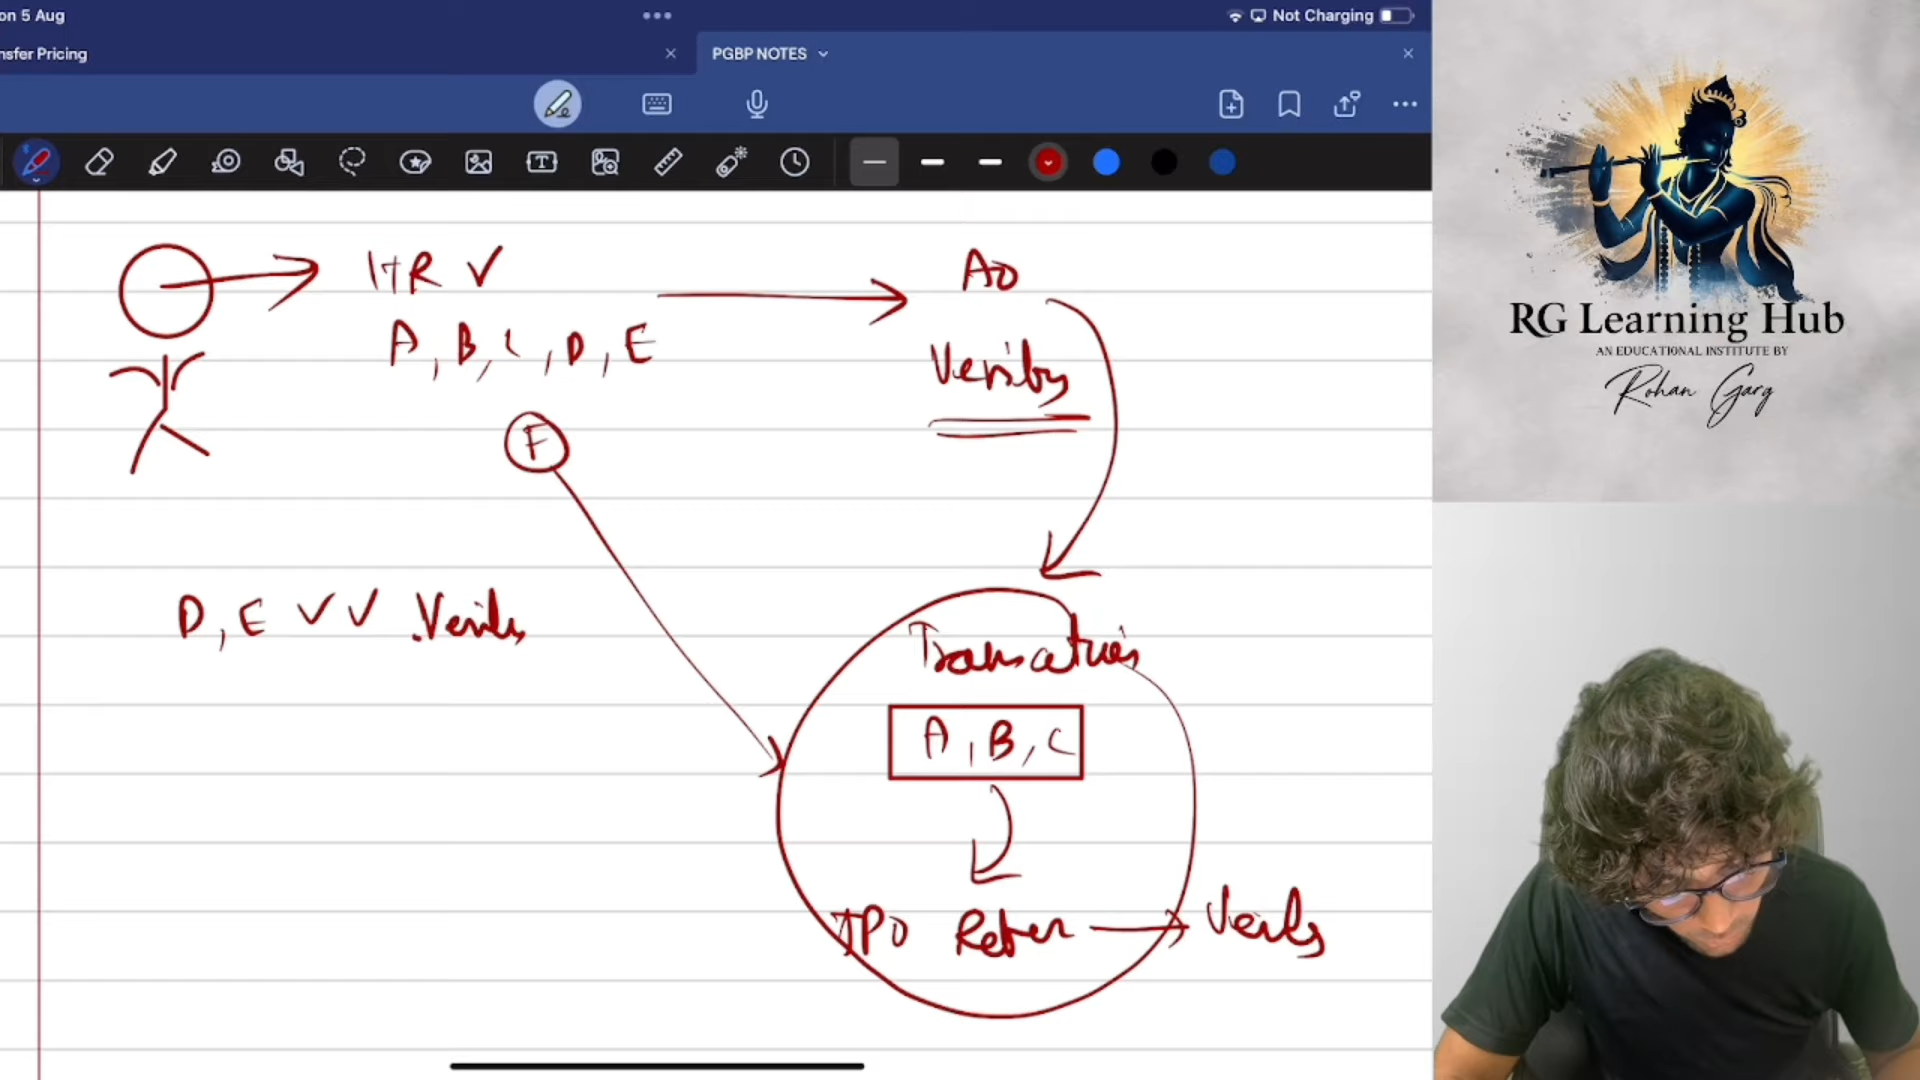 on 5 Aug
Not Charging
nsfer Pricing
PGBP NOTES
ITR ✓
AO
A, B, C, D, E
Verify
F
D, E ✓ ✓ Verify
Transactions
A, B, C
TPO Refer → Verify
RG Learning Hub
AN EDUCATIONAL INSTITUTE BY
Rohan Garg